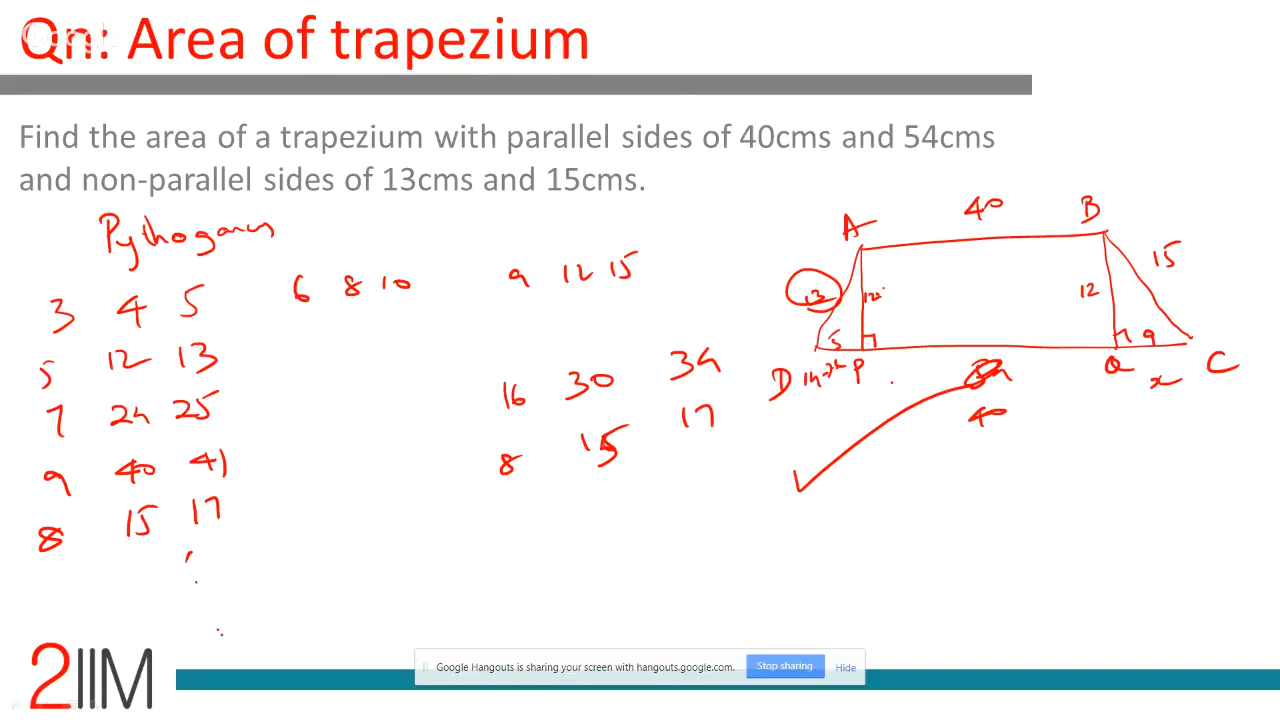 Qn: Area of trapezium
Google
Find the area of a trapezium with parallel sides of 40cms and 54cms
and non-parallel sides of 13cms and 15cms.
3 4 5
6 8 10
9 12 15
5 12 13
7 24 25
9 40 41
8 15 17
16 30 34
8 15 17
A 40 B
13 12 12 15
5 9
D 14-x P Q x C
40
2IIM
Google Hangouts is sharing your screen with hangouts.google.com. Stop sharing Hide